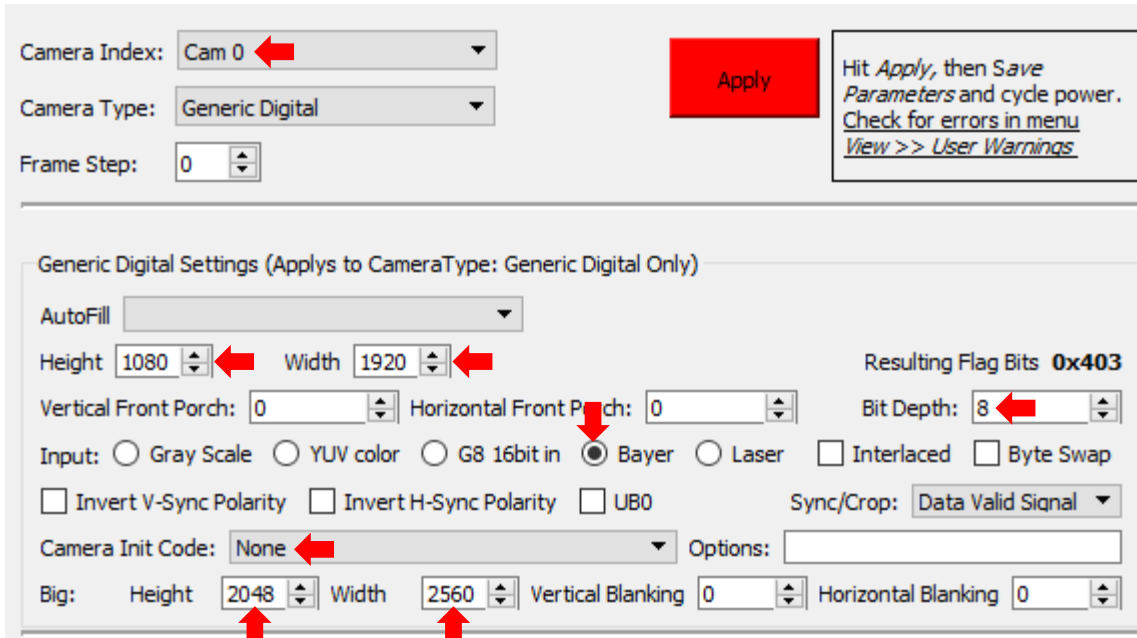 Camera Index: Cam 0
Apply
Hit Apply, then Save
Parameters and cycle power.
Check for errors in menu
View >> User Warnings
Camera Type: Generic Digital
Frame Step: 0
Generic Digital Settings (Applys to CameraType: Generic Digital Only)
AutoFill
Height 1080 Width 1920 Resulting Flag Bits 0x403
Vertical Front Porch: 0 Horizontal Front Porch: 0 Bit Depth: 8
Input: Gray Scale YUV color G8 16bit in Bayer Laser Interlaced Byte Swap
Invert V-Sync Polarity Invert H-Sync Polarity UB0 Sync/Crop: Data Valid Signal
Camera Init Code: None Options:
Big: Height 2048 Width 2560 Vertical Blanking 0 Horizontal Blanking 0